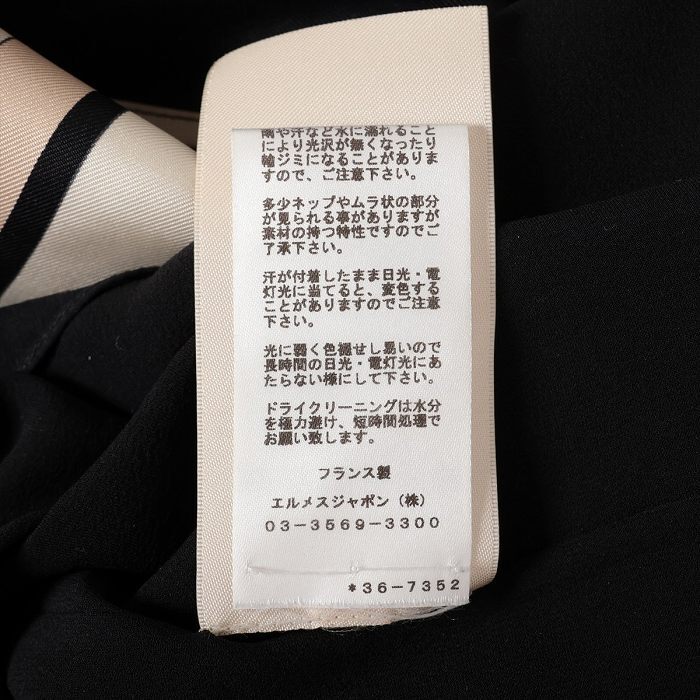 雨や汗など水に濡れること
により光沢が無くなったり
輪ジミになることがありま
すので、ご注意下さい。
多少ネップやムラ状の部分
が見られる事がありますが
素材の持つ特性ですのでご
了承下さい。
汗が付着したまま日光・電
灯光に当てると、変色する
ことがありますのでご注意
下さい。
光に弱く色褪せし易いので
長時間の日光・電灯光にあ
たらない様にして下さい。
ドライクリーニングは水分
を極力避け、短時間処理で
お願い致します。
フランス製
エルメスジャポン（株）
03-3569-3300
*36-7352